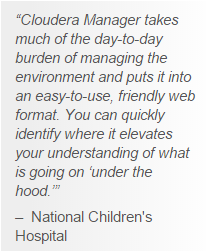 “Cloudera Manager takes
much of the day-to-day
burden of managing the
environment and puts it into
an easy-to-use, friendly web
format. You can quickly
identify where it elevates
your understanding of what
is going on ‘under the
hood.’”
– National Children's
Hospital